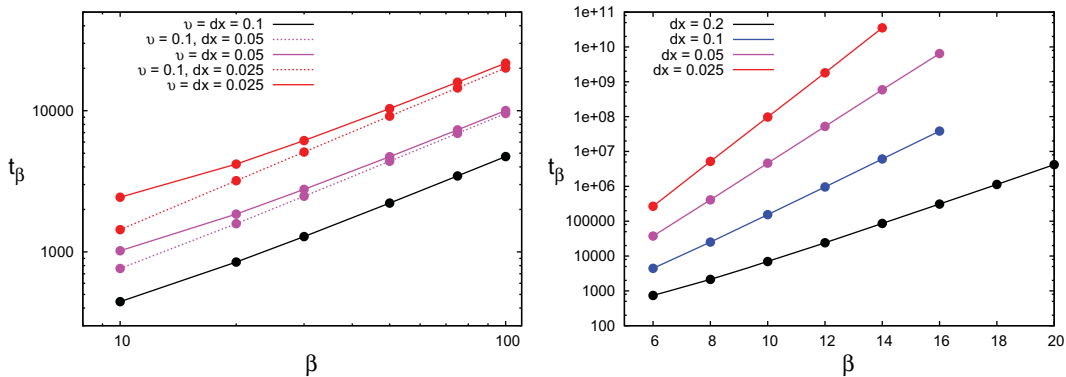 υ = dx = 0.1
υ = 0.1, dx = 0.05
υ = dx = 0.05
υ = 0.1, dx = 0.025
υ = dx = 0.025
10000
1000
tβ
10
100
β
dx = 0.2
dx = 0.1
dx = 0.05
dx = 0.025
1e+11
1e+10
1e+09
1e+08
1e+07
1e+06
100000
10000
1000
100
tβ
6 8 10 12 14 16 18 20
β